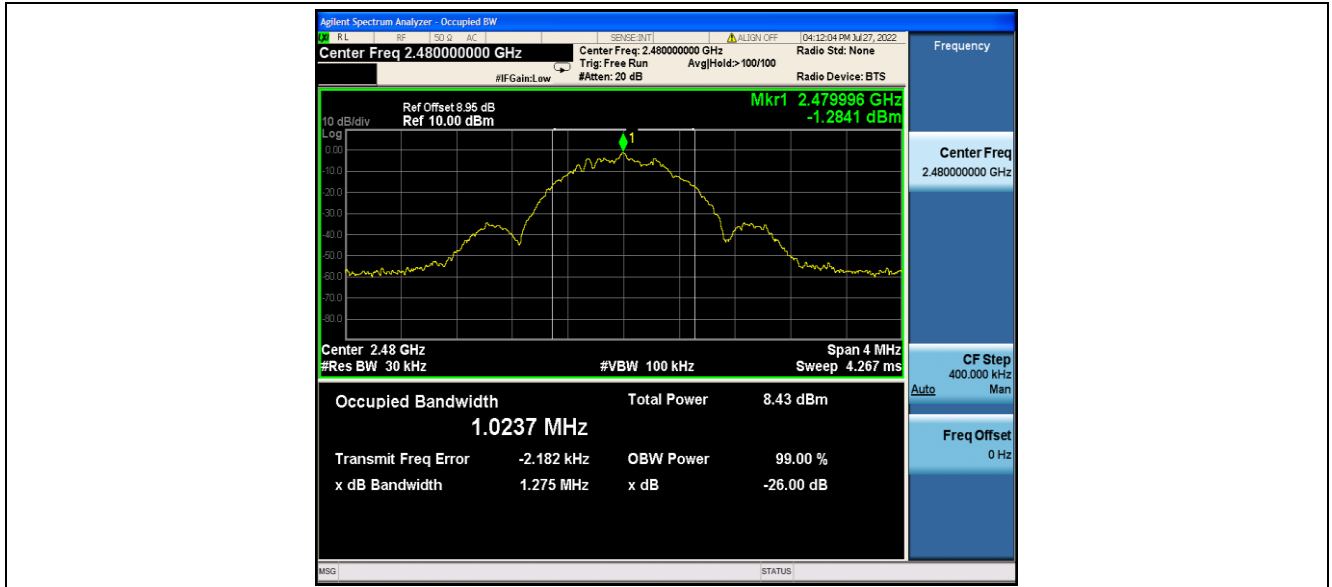 Agilent Spectrum Analyzer - Occupied BW
RL RF 50 Ω AC SENSE:INT ALIGN OFF 04:12:04 PM Jul 27, 2022
Center Freq 2.480000000 GHz
#IFGain:Low
Center Freq: 2.480000000 GHz
Trig: Free Run Avg|Hold:> 100/100
#Atten: 20 dB
Radio Std: None
Radio Device: BTS
Ref Offset 8.95 dB
10 dB/div Ref 10.00 dBm
Mkr1 2.479996 GHz
-1.2841 dBm
Log
0.00
-10.0
-20.0
-30.0
-40.0
-50.0
-60.0
-70.0
-80.0
1
Center 2.48 GHz Span 4 MHz
#Res BW 30 kHz #VBW 100 kHz Sweep 4.267 ms
Occupied Bandwidth Total Power 8.43 dBm
1.0237 MHz
Transmit Freq Error -2.182 kHz OBW Power 99.00 %
x dB Bandwidth 1.275 MHz x dB -26.00 dB
Frequency
Center Freq
2.480000000 GHz
CF Step
400.000 kHz
Auto Man
Freq Offset
0 Hz
MSG STATUS